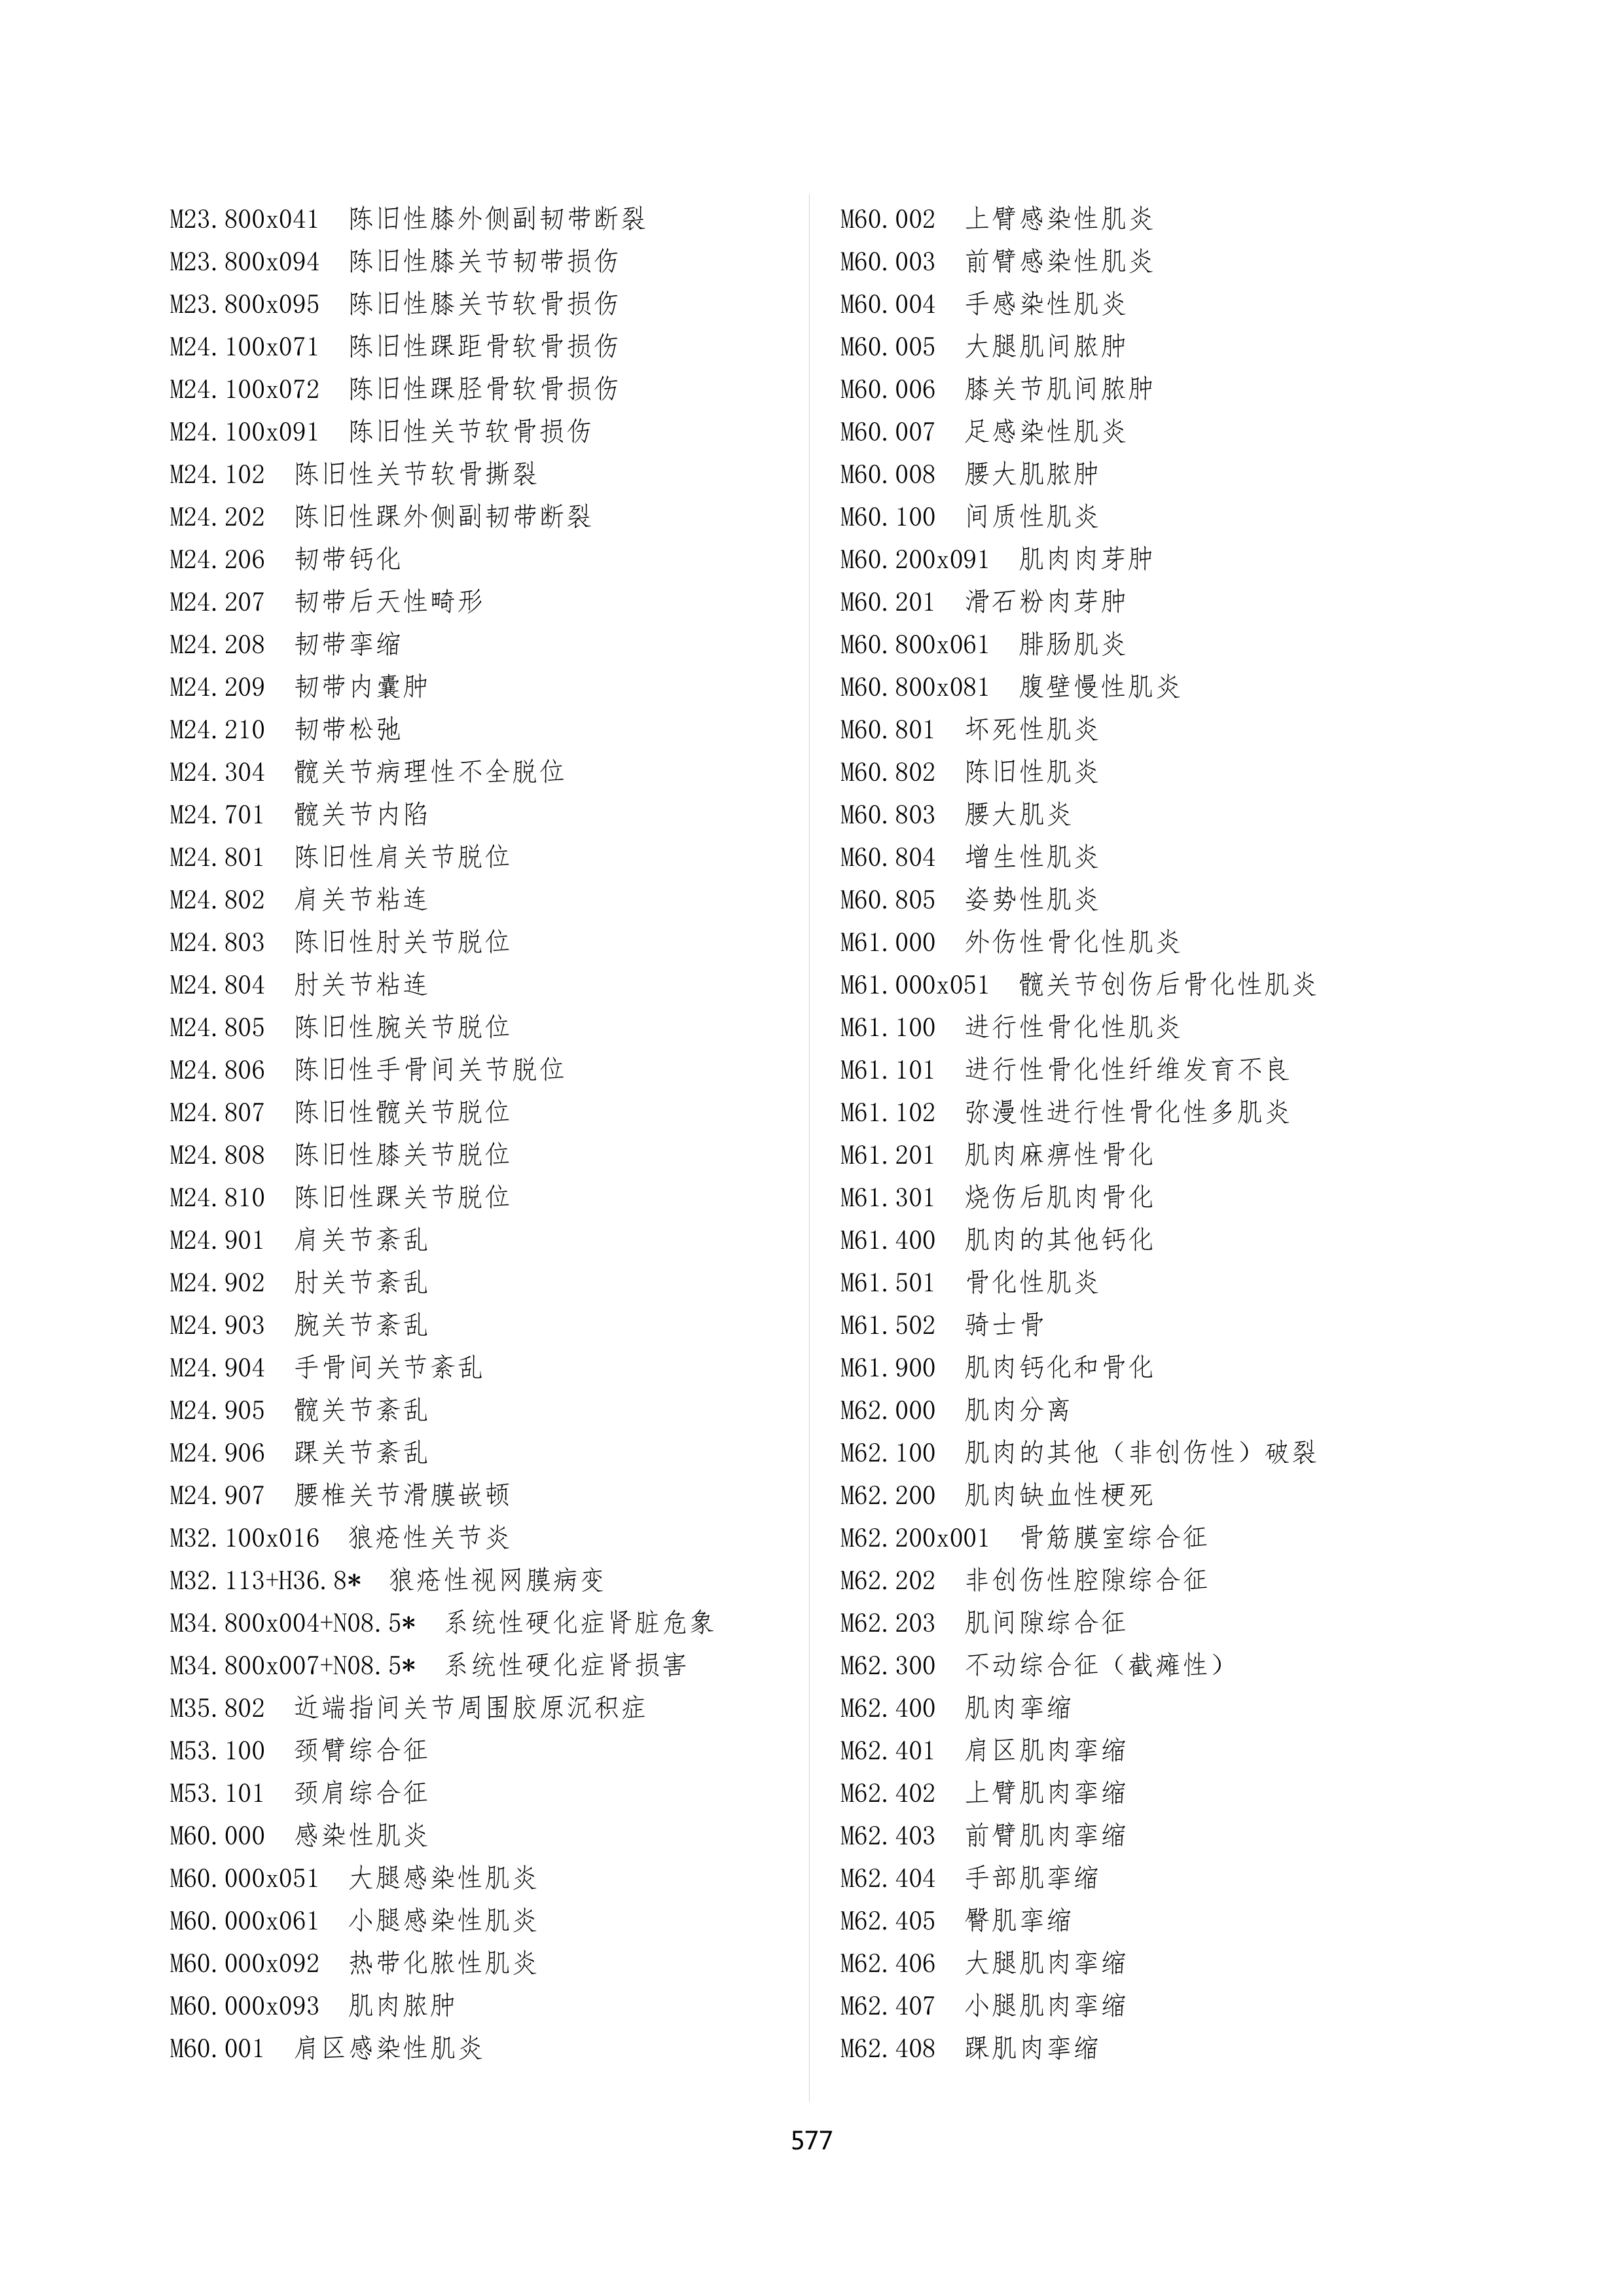 M23.800x041 陈旧性膝外侧副韧带断裂
M23.800x094 陈旧性膝关节韧带损伤
M23.800x095 陈旧性膝关节软骨损伤
M24.100x071 陈旧性踝距骨软骨损伤
M24.100x072 陈旧性踝胫骨软骨损伤
M24.100x091 陈旧性关节软骨损伤
M24.102 陈旧性关节软骨撕裂
M24.202 陈旧性踝外侧副韧带断裂
M24.206 韧带钙化
M24.207 韧带后天性畸形
M24.208 韧带挛缩
M24.209 韧带内囊肿
M24.210 韧带松弛
M24.304 髋关节病理性不全脱位
M24.701 髋关节内陷
M24.801 陈旧性肩关节脱位
M24.802 肩关节粘连
M24.803 陈旧性肘关节脱位
M24.804 肘关节粘连
M24.805 陈旧性腕关节脱位
M24.806 陈旧性手骨间关节脱位
M24.807 陈旧性髋关节脱位
M24.808 陈旧性膝关节脱位
M24.810 陈旧性踝关节脱位
M24.901 肩关节紊乱
M24.902 肘关节紊乱
M24.903 腕关节紊乱
M24.904 手骨间关节紊乱
M24.905 髋关节紊乱
M24.906 踝关节紊乱
M24.907 腰椎关节滑膜嵌顿
M32.100x016 狼疮性关节炎
M32.113+H36.8* 狼疮性视网膜病变
M34.800x004+N08.5* 系统性硬化症肾脏危象
M34.800x007+N08.5* 系统性硬化症肾损害
M35.802 近端指间关节周围胶原沉积症
M53.100 颈臂综合征
M53.101 颈肩综合征
M60.000 感染性肌炎
M60.000x051 大腿感染性肌炎
M60.000x061 小腿感染性肌炎
M60.000x092 热带化脓性肌炎
M60.000x093 肌肉脓肿
M60.001 肩区感染性肌炎
M60.002 上臂感染性肌炎
M60.003 前臂感染性肌炎
M60.004 手感染性肌炎
M60.005 大腿肌间脓肿
M60.006 膝关节肌间脓肿
M60.007 足感染性肌炎
M60.008 腰大肌脓肿
M60.100 间质性肌炎
M60.200x091 肌肉肉芽肿
M60.201 滑石粉肉芽肿
M60.800x061 腓肠肌炎
M60.800x081 腹壁慢性肌炎
M60.801 坏死性肌炎
M60.802 陈旧性肌炎
M60.803 腰大肌炎
M60.804 增生性肌炎
M60.805 姿势性肌炎
M61.000 外伤性骨化性肌炎
M61.000x051 髋关节创伤后骨化性肌炎
M61.100 进行性骨化性肌炎
M61.101 进行性骨化性纤维发育不良
M61.102 弥漫性进行性骨化性多肌炎
M61.201 肌肉麻痹性骨化
M61.301 烧伤后肌肉骨化
M61.400 肌肉的其他钙化
M61.501 骨化性肌炎
M61.502 骑士骨
M61.900 肌肉钙化和骨化
M62.000 肌肉分离
M62.100 肌肉的其他（非创伤性）破裂
M62.200 肌肉缺血性梗死
M62.200x001 骨筋膜室综合征
M62.202 非创伤性腔隙综合征
M62.203 肌间隙综合征
M62.300 不动综合征（截瘫性）
M62.400 肌肉挛缩
M62.401 肩区肌肉挛缩
M62.402 上臂肌肉挛缩
M62.403 前臂肌肉挛缩
M62.404 手部肌挛缩
M62.405 臀肌挛缩
M62.406 大腿肌肉挛缩
M62.407 小腿肌肉挛缩
M62.408 踝肌肉挛缩
577